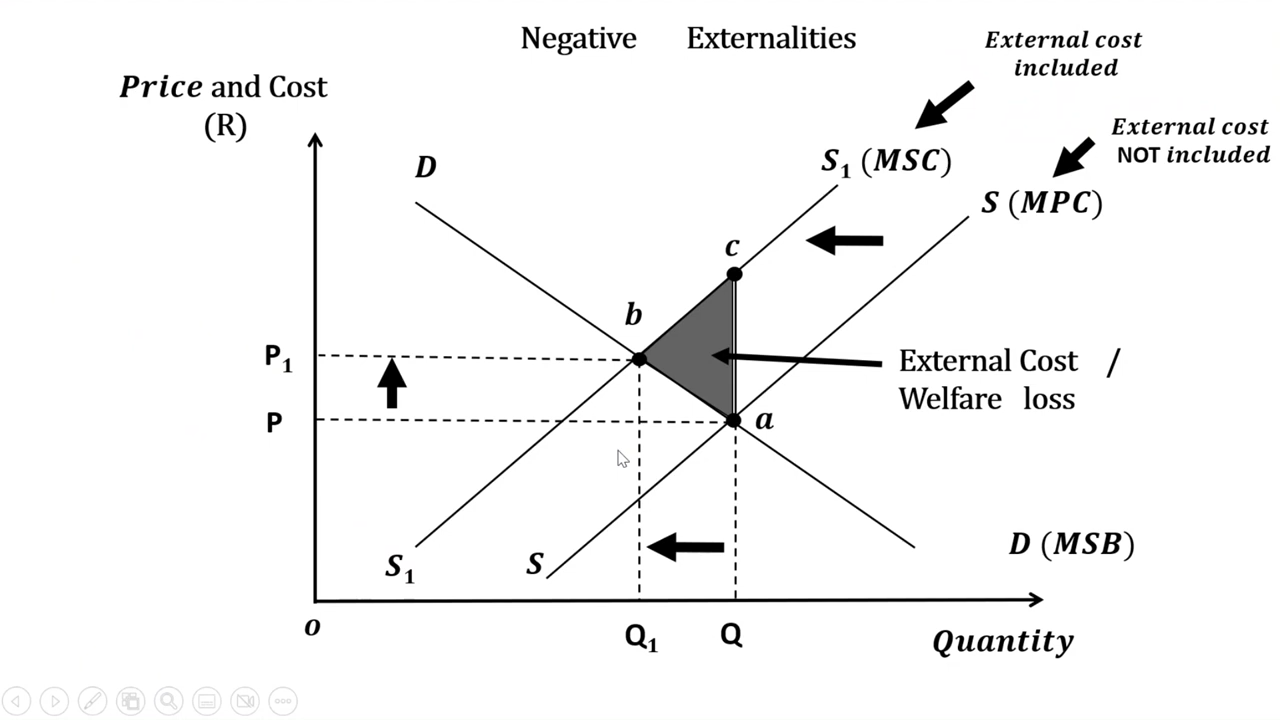 Negative Externalities
External cost
included
Price and Cost
(R)
External cost
NOT included
D
S₁ (MSC)
S (MPC)
c
b
P₁
External Cost /
Welfare loss
P
a
D (MSB)
S₁
S
o
Q₁
Q
Quantity